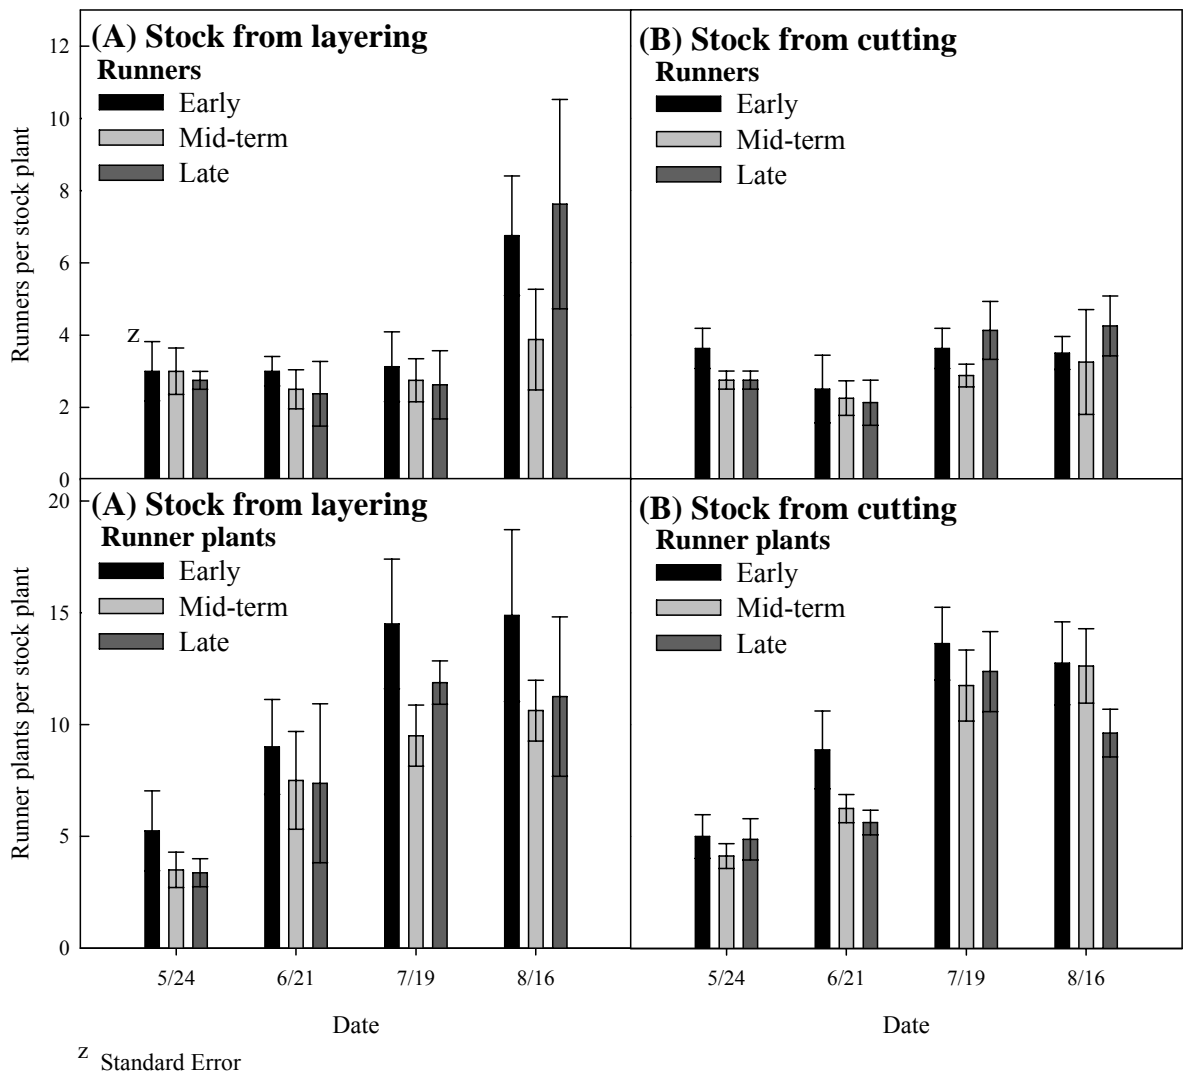 (A) Stock from layering
Runners
Early
Mid-term
Late
(B) Stock from cutting
Runners
Early
Mid-term
Late
Runners per stock plant
12
10
8
6
4
2
0
z
(A) Stock from layering
Runner plants
Early
Mid-term
Late
(B) Stock from cutting
Runner plants
Early
Mid-term
Late
Runner plants per stock plant
20
15
10
5
0
5/24 6/21 7/19 8/16
5/24 6/21 7/19 8/16
Date
Date
z Standard Error